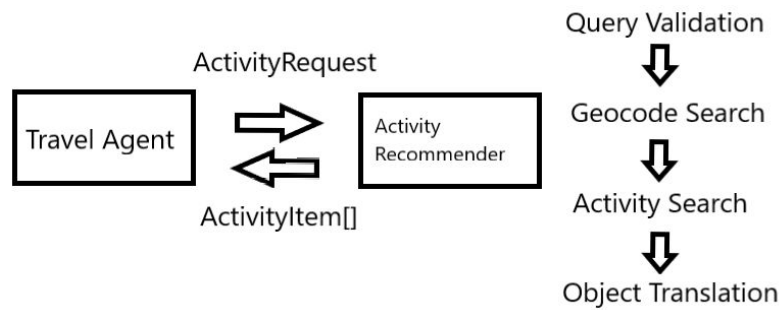 ActivityRequest
Travel Agent
Activity
Recommender
ActivityItem[]
Query Validation
Geocode Search
Activity Search
Object Translation